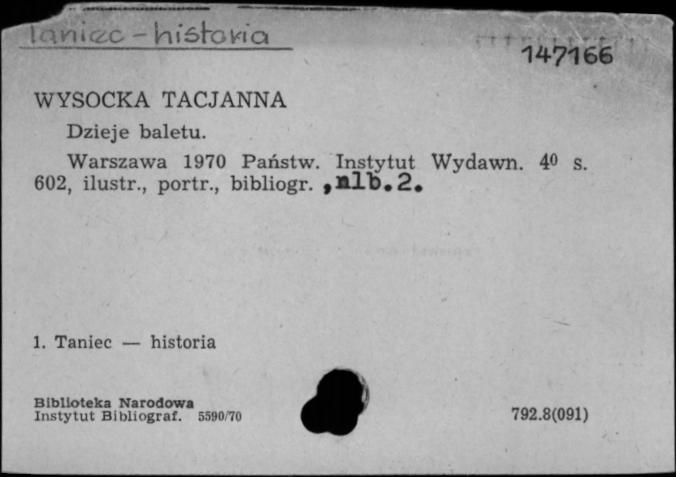 Taniec - historia
147166
WYSOCKA TACJANNA
Dzieje baletu.
Warszawa 1970 Państw. Instytut Wydawn. 4⁰ s.
602, ilustr., portr., bibliogr. ,nlb.2.
1. Taniec — historia
Biblioteka Narodowa
Instytut Bibliograf. 5590/70
792.8(091)